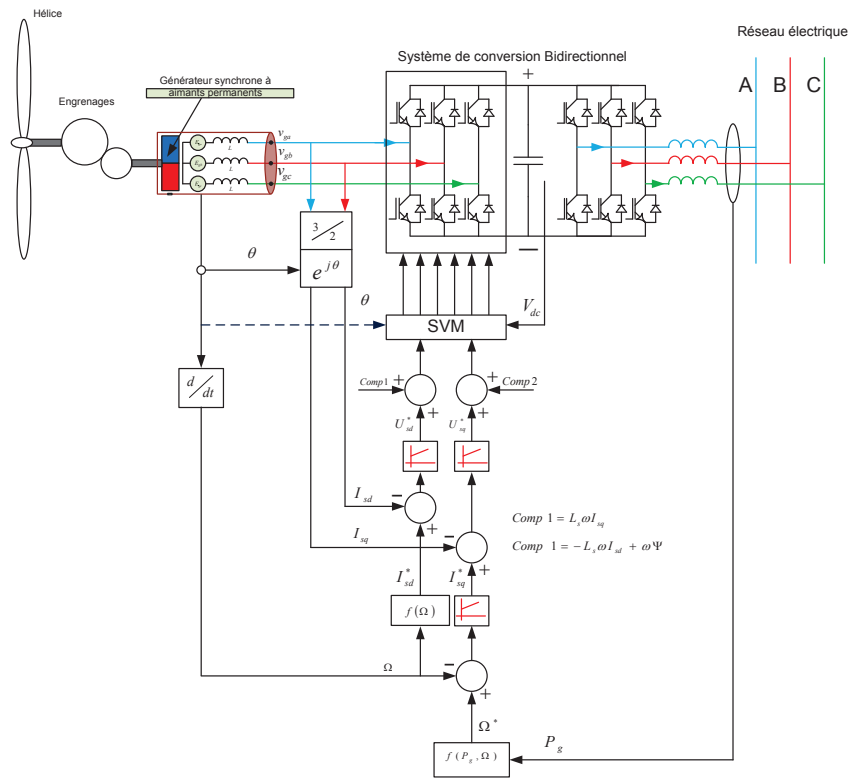 Hélice
Réseau électrique
Système de conversion Bidirectionnel
Générateur synchrone à
aimants permanents
Engrenages
A B C
+
v_ga
v_gb
v_gc
L
L
L
3/2
e^jθ
θ
θ
V_dc
SVM
d/dt
Comp1
+
+
Comp 2
+
+
U*_sd
U*_sq
I_sd
−
+
I_sq
−
+
Comp 1 = L_s ω I_sq
Comp 1 = − L_s ω I_sd + ω Ψ
I*_sd
I*_sq
f(Ω)
Ω
−
+
Ω*
P_g
f(P_g, Ω)